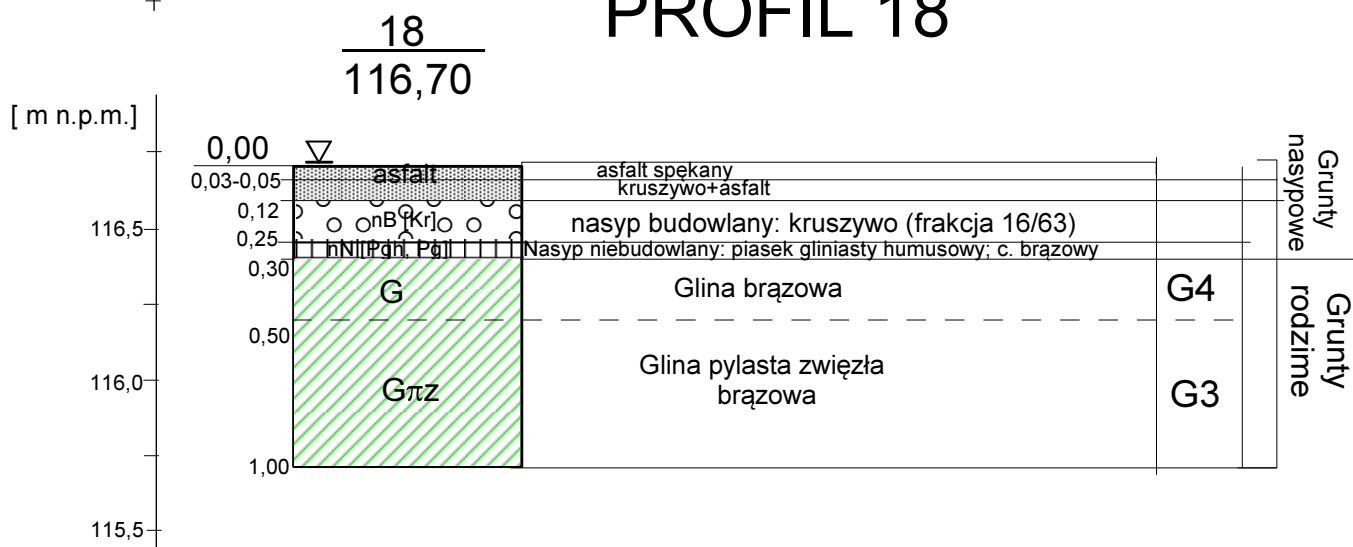 PROFIL 18
18
116,70
[ m n.p.m.]
0,00
asfalt
asfalt spękany
0,03-0,05
kruszywo+asfalt
0,12
nB [Kr]
nasyp budowlany: kruszywo (frakcja 16/63)
116,5
0,25
nN[Pgh, Pg]
Nasyp niebudowlany: piasek gliniasty humusowy; c. brązowy
Grunty
nasypowe
0,30
G
Glina brązowa
G4
0,50
116,0
Gπz
Glina pylasta zwięzła
brązowa
G3
Grunty
rodzime
1,00
115,5